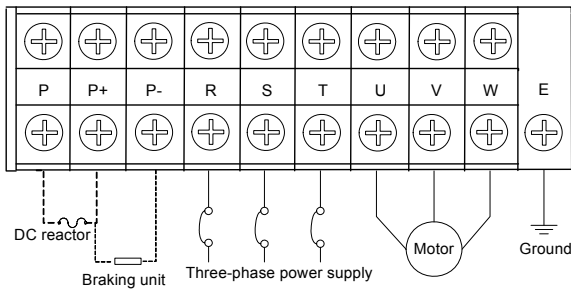 P P+ P- R S T U V W E
DC reactor
Motor
Ground
Braking unit
Three-phase power supply